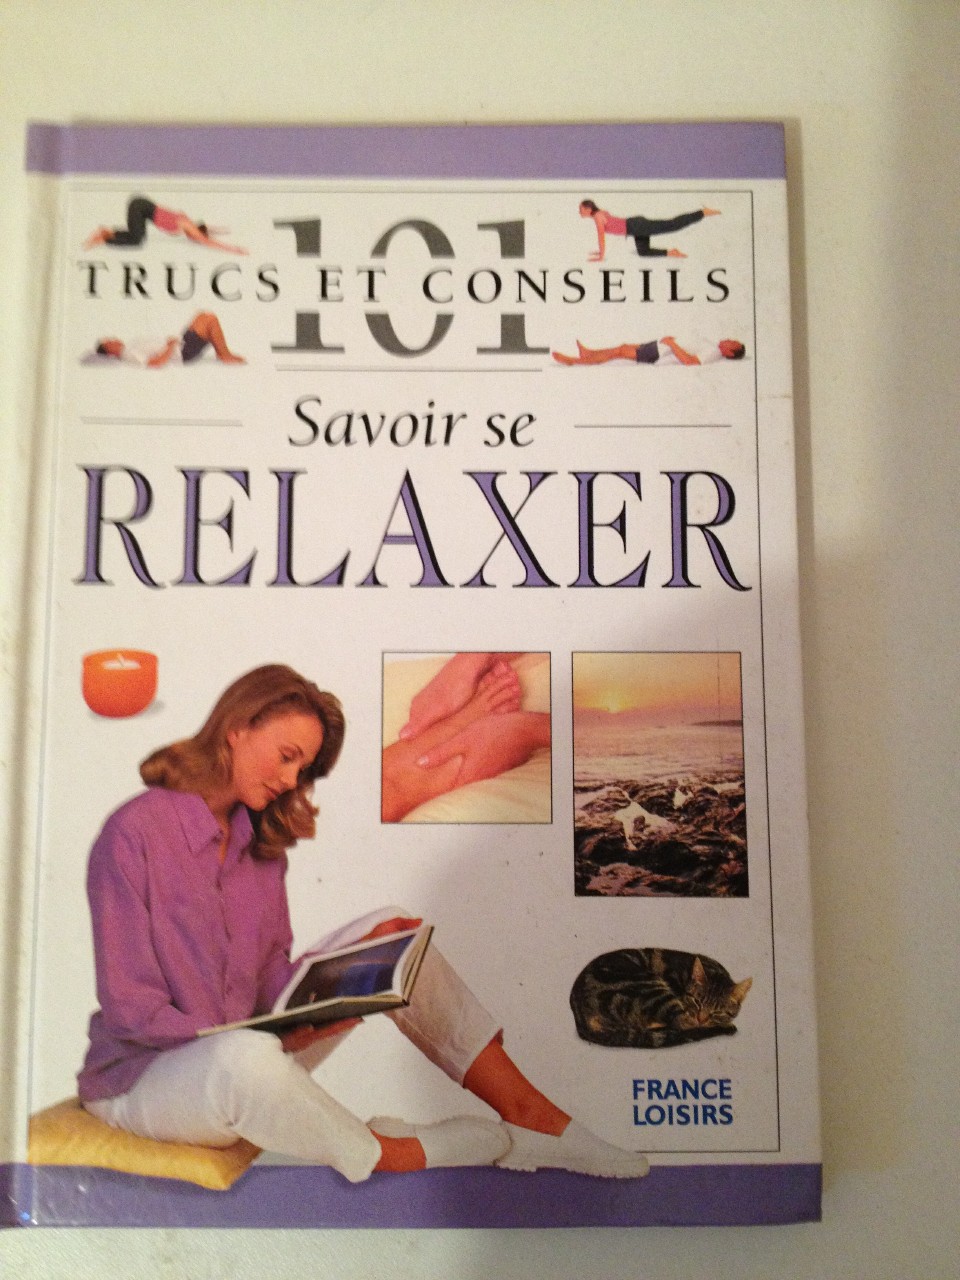 101
TRUCS ET CONSEILS
Savoir se
RELAXER
FRANCE
LOISIRS